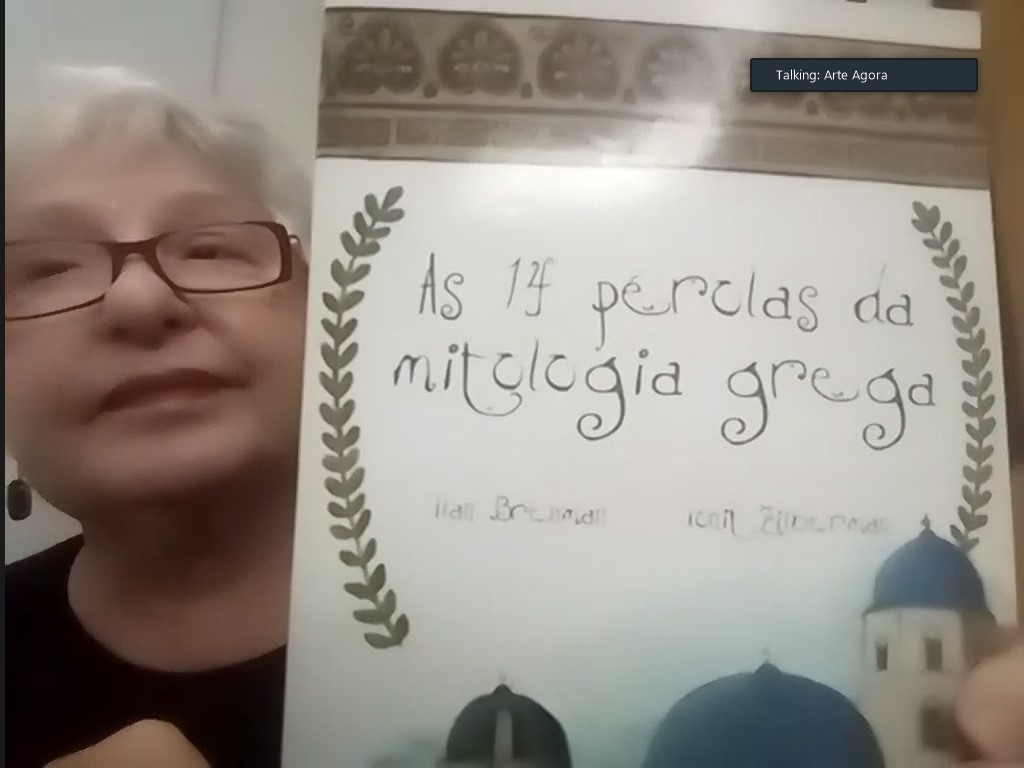 Talking: Arte Agora
As 14 pérolas da
mitologia grega
Ilan Brenman Ionit Zilberman